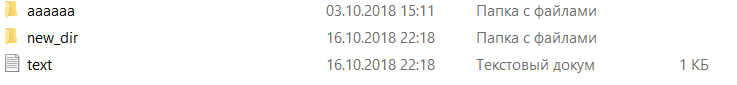 aaaaaa 03.10.2018 15:11 Папка с файлами
new_dir 16.10.2018 22:18 Папка с файлами
text 16.10.2018 22:18 Текстовый докум 1 КБ